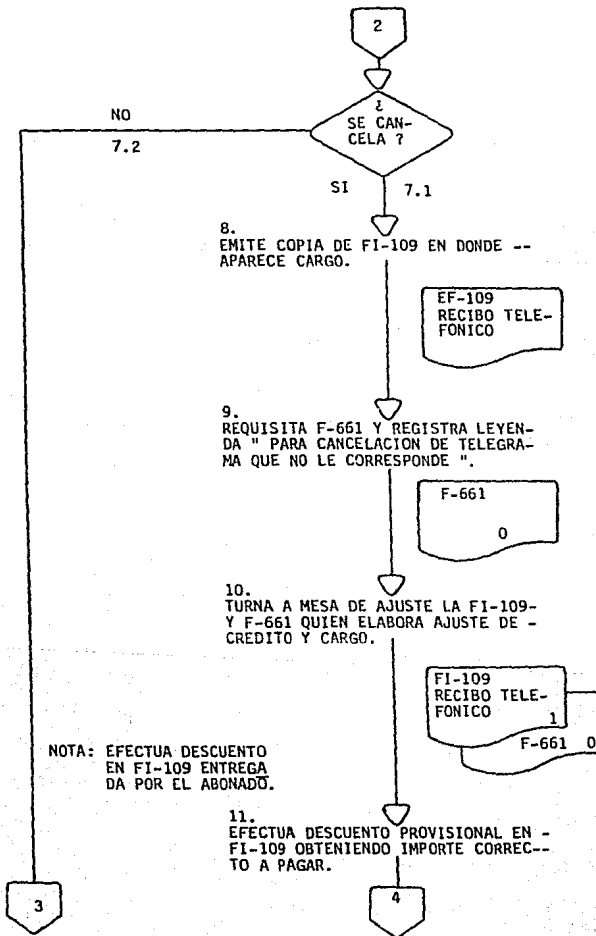 2
¿
SE CAN-
CELA ?
NO
7.2
SI 7.1
8.
EMITE COPIA DE FI-109 EN DONDE --
APARECE CARGO.
EF-109
RECIBO TELE-
FONICO
9.
REQUISITA F-661 Y REGISTRA LEYEN-
DA " PARA CANCELACION DE TELEGRA-
MA QUE NO LE CORRESPONDE ".
F-661
0
10.
TURNA A MESA DE AJUSTE LA FI-109-
Y F-661 QUIEN ELABORA AJUSTE DE -
CREDITO Y CARGO.
FI-109
RECIBO TELE-
FONICO
1
F-661 0
NOTA: EFECTUA DESCUENTO
EN FI-109 ENTREGA
DA POR EL ABONADO.
11.
EFECTUA DESCUENTO PROVISIONAL EN -
FI-109 OBTENIENDO IMPORTE CORREC--
TO A PAGAR.
3
4